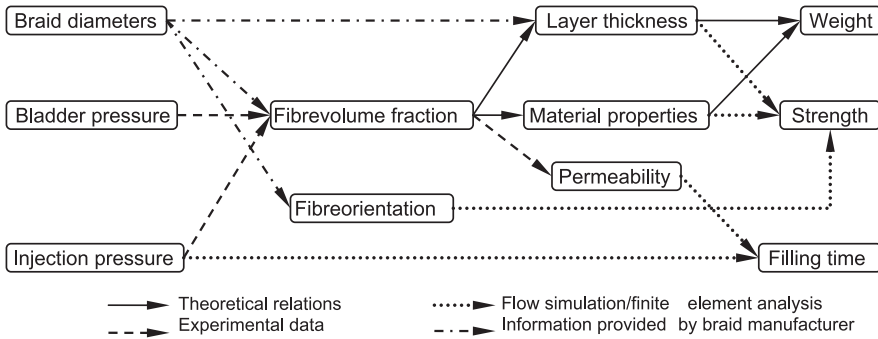 Braid diameters
Layer thickness
Weight
Bladder pressure
Fibrevolume fraction
Material properties
Strength
Permeability
Fibreorientation
Injection pressure
Filling time
Theoretical relations
Flow simulation/finite element analysis
Experimental data
Information provided by braid manufacturer